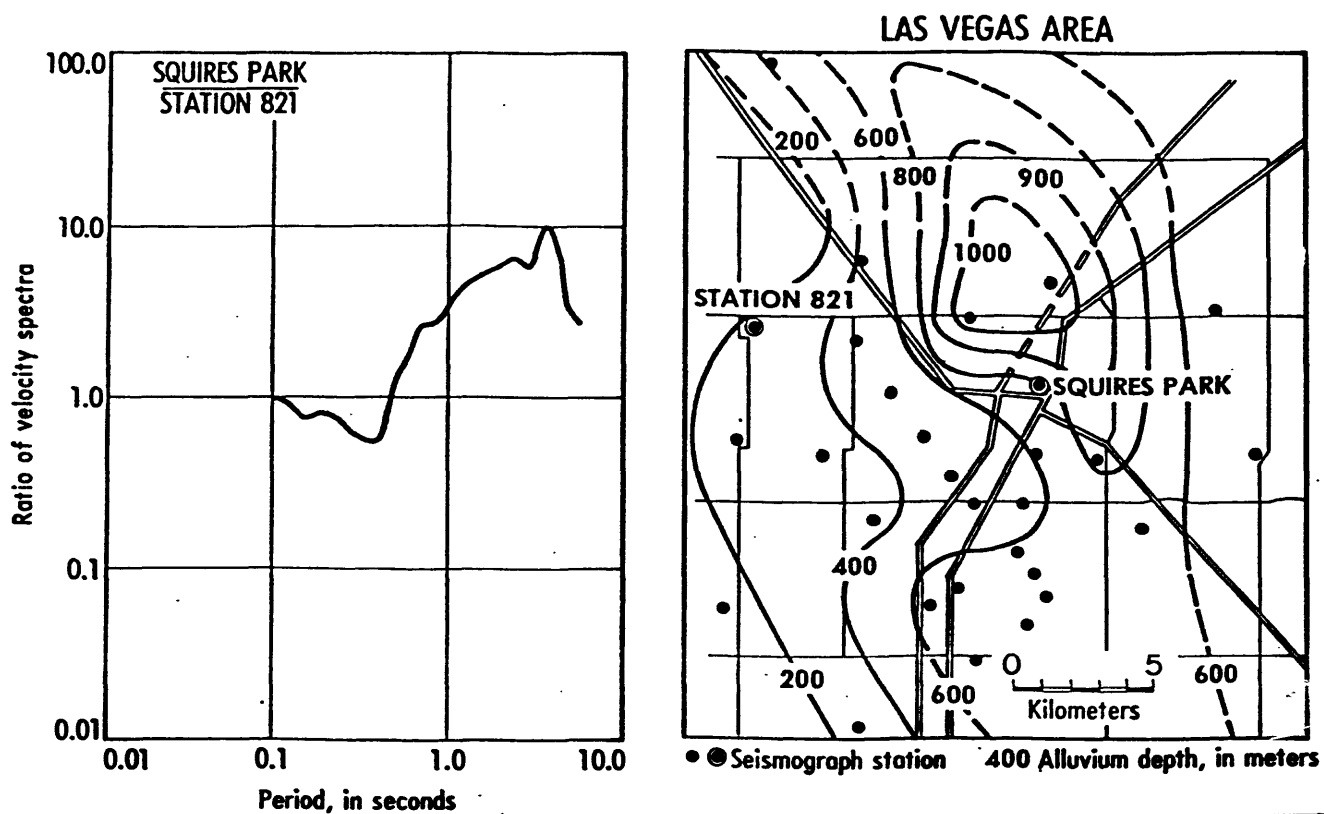 LAS VEGAS AREA
SQUIRES PARK
STATION 821
100.0
10.0
1.0
0.1
0.01
Ratio of velocity spectra
0.01
0.1
1.0
10.0
Period, in seconds
200
600
800
900
1000
STATION 821
SQUIRES PARK
400
200
600
600
0 5
Kilometers
Seismograph station
400 Alluvium depth, in meters